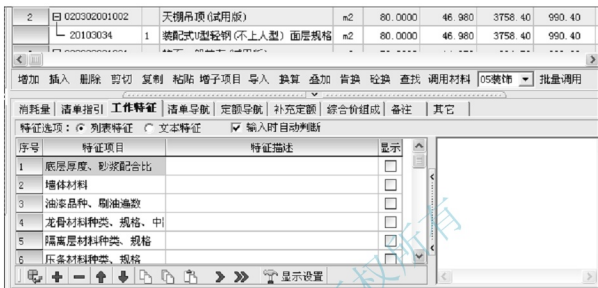 2 020302001002 天棚吊顶(试用版) m2 80.0000 46.980 3758.40 990.40
20103034 1 装配式U型轻钢(不上人型) 面层规格 m2 80.0000 46.980 3758.40 990.40
增加 插入 删除 剪切 复制 粘贴 增子项目 导入 换算 叠加 替换 砼换 查找 调用材料 05装饰 批量调用
消耗量 清单指引 工作特征 清单导航 定额导航 补充定额 综合价组成 备注 其它
特征选项: 列表特征 文本特征 输入时自动判断
序号 特征项目 特征描述 显示
1 底层厚度、砂浆配合比
2 墙体材料
3 油漆品种、刷油遍数
4 龙骨材料种类、规格、中
5 隔离层材料种类、规格
6 压条材料种类、规格
显示设置
权所有